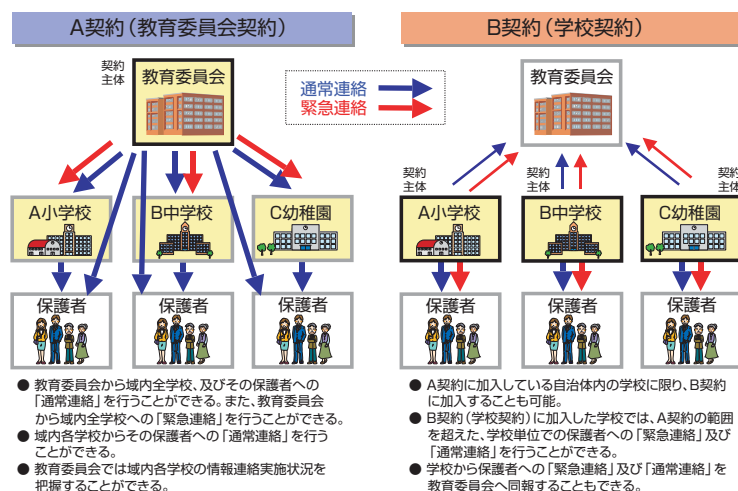 A契約（教育委員会契約）
契約
主体
教育委員会
A小学校
B中学校
C幼稚園
保護者
保護者
保護者
● 教育委員会から域内全学校、及びその保護者への
「通常連絡」を行うことができる。また、教育委員会
から域内全学校への「緊急連絡」を行うことができる。
● 域内各学校からその保護者への「通常連絡」を行う
ことができる。
● 教育委員会では域内各学校の情報連絡実施状況を
把握することができる。
通常連絡
緊急連絡
B契約（学校契約）
教育委員会
契約
主体
契約
主体
契約
主体
A小学校
B中学校
C幼稚園
保護者
保護者
保護者
● A契約に加入している自治体内の学校に限り、B契約
に加入することも可能。
● B契約（学校契約）に加入した学校では、A契約の範囲
を超えた、学校単位での保護者への「緊急連絡」及び
「通常連絡」を行うことができる。
● 学校から保護者への「緊急連絡」及び「通常連絡」を
教育委員会へ同報することもできる。